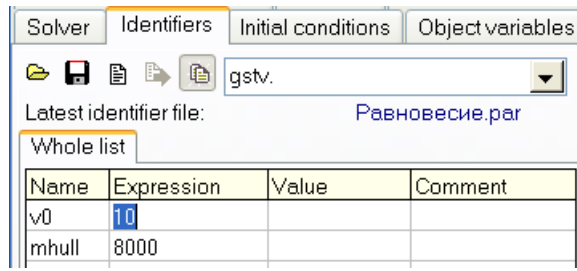 Solver Identifiers Initial conditions Object variables
gstv.
Latest identifier file: Равновесие.par
Whole list
Name Expression Value Comment
v0 10
mhull 8000